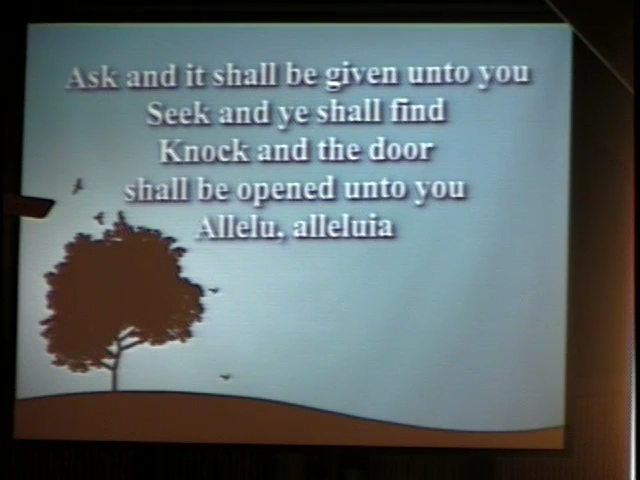 Ask and it shall be given unto you
Seek and ye shall find
Knock and the door
shall be opened unto you
Allelu, alleluia